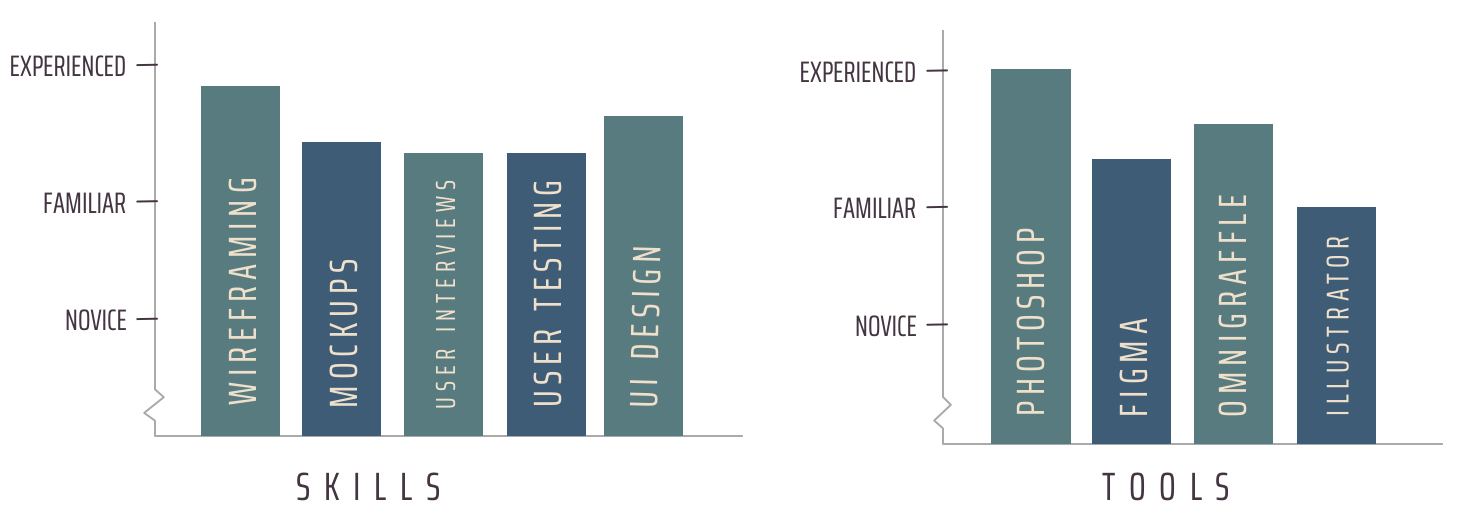 EXPERIENCED
FAMILIAR
NOVICE
WIREFRAMING
MOCKUPS
USER INTERVIEWS
USER TESTING
UI DESIGN
SKILLS
EXPERIENCED
FAMILIAR
NOVICE
PHOTOSHOP
FIGMA
OMNIGRAFFLE
ILLUSTRATOR
TOOLS